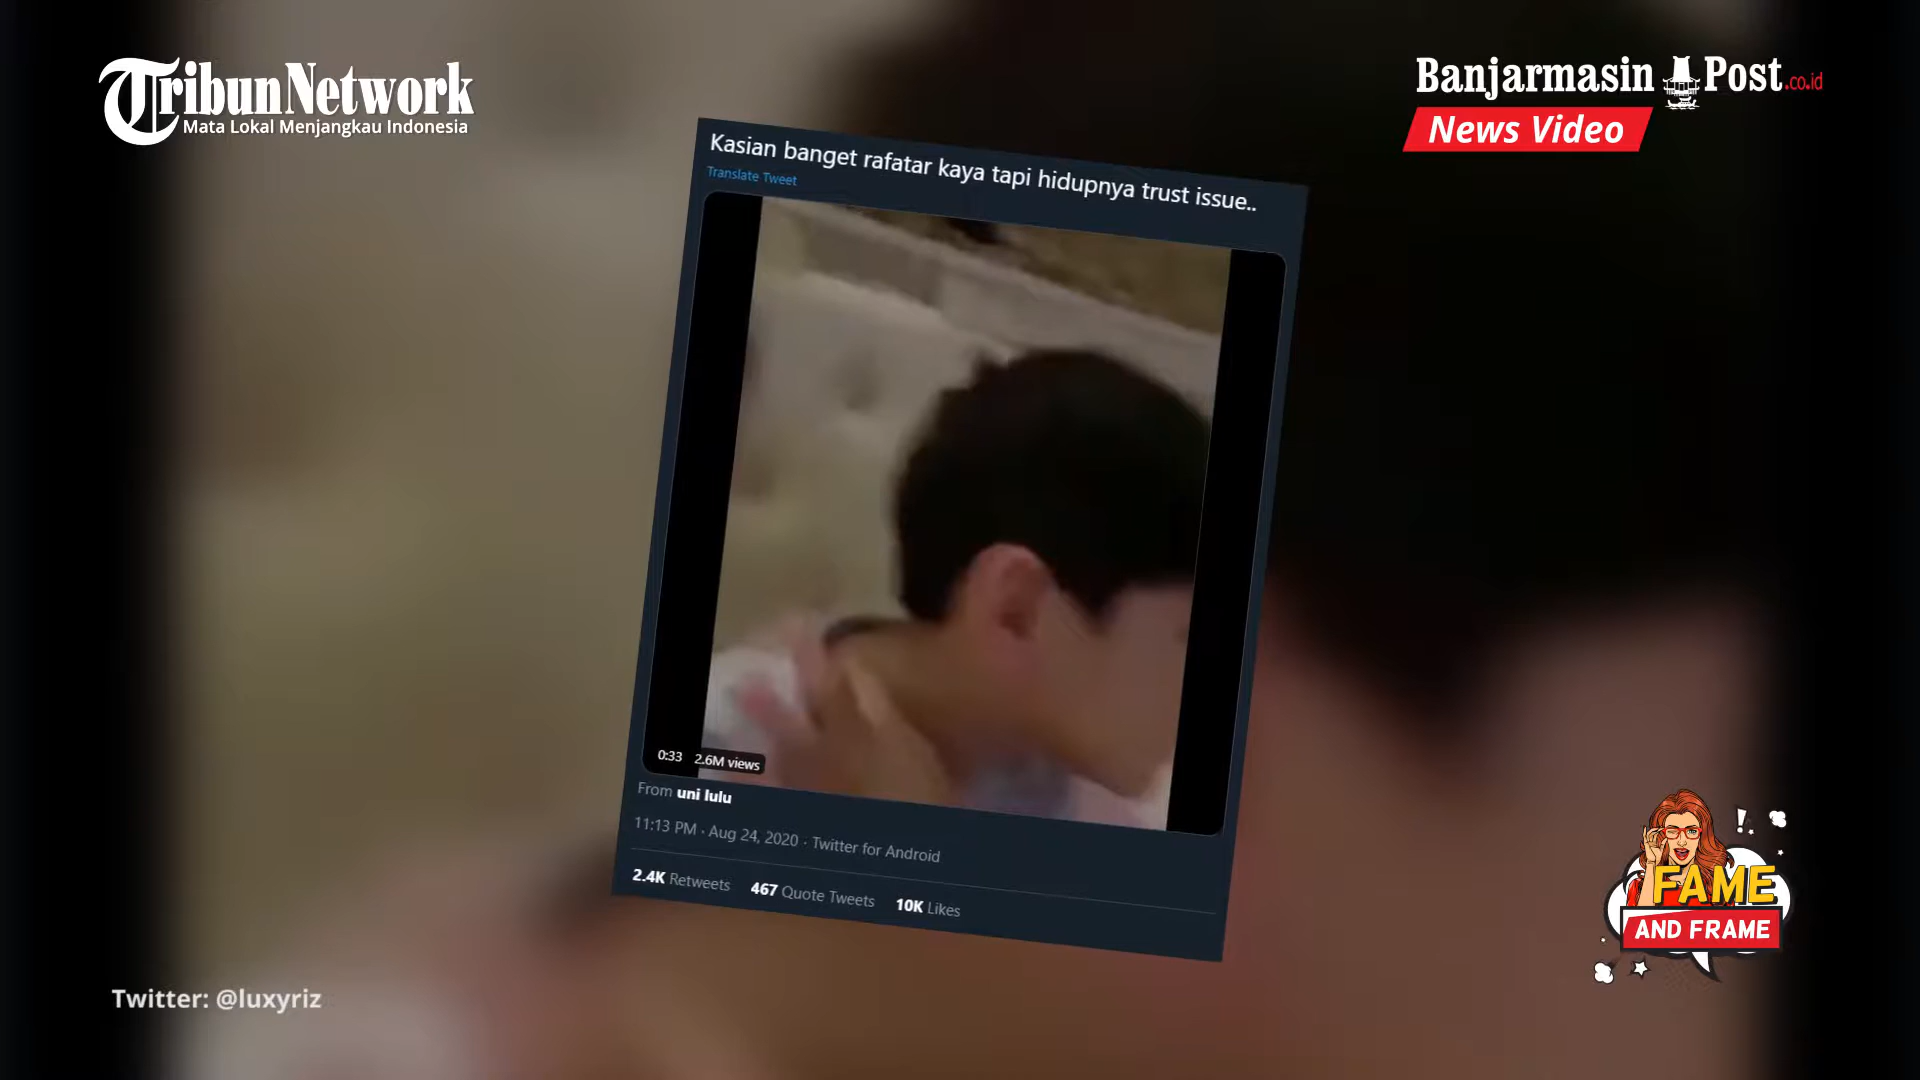 TribunNetwork
Mata Lokal Menjangkau Indonesia
Banjarmasin Post.co.id
News Video
Kasian banget rafatar kaya tapi hidupnya trust issue..
Translate Tweet
0:33 2.6M views
From uni lulu
11:13 PM · Aug 24, 2020 · Twitter for Android
2.4K Retweets 467 Quote Tweets 10K Likes
FAME
AND FRAME
Twitter: @luxyriz